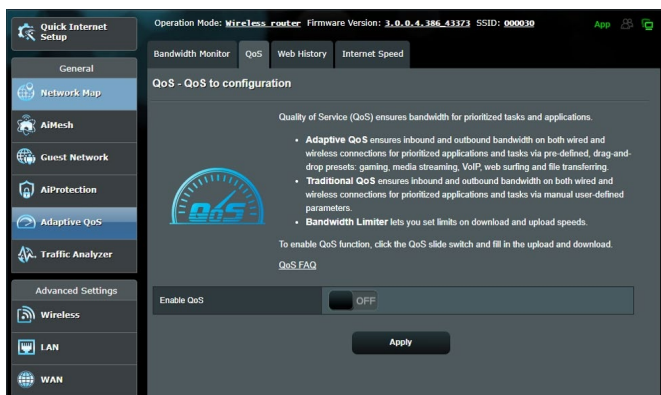 Quick Internet
Setup
Operation Mode: Wireless router Firmware Version: 3.0.0.4.386_43373 SSID: 000030
App
General
Network Map
AiMesh
Guest Network
AiProtection
Adaptive QoS
Traffic Analyzer
Advanced Settings
Wireless
LAN
WAN
Bandwidth Monitor
QoS
Web History
Internet Speed
QoS - QoS to configuration
QoS
Quality of Service (QoS) ensures bandwidth for prioritized tasks and applications.
• Adaptive QoS ensures inbound and outbound bandwidth on both wired and
wireless connections for prioritized applications and tasks via pre-defined, drag-and-
drop presets: gaming, media streaming, VoIP, web surfing and file transferring.
• Traditional QoS ensures inbound and outbound bandwidth on both wired and
wireless connections for prioritized applications and tasks via manual user-defined
parameters.
• Bandwidth Limiter lets you set limits on download and upload speeds.
To enable QoS function, click the QoS slide switch and fill in the upload and download.
QoS FAQ
Enable QoS
OFF
Apply